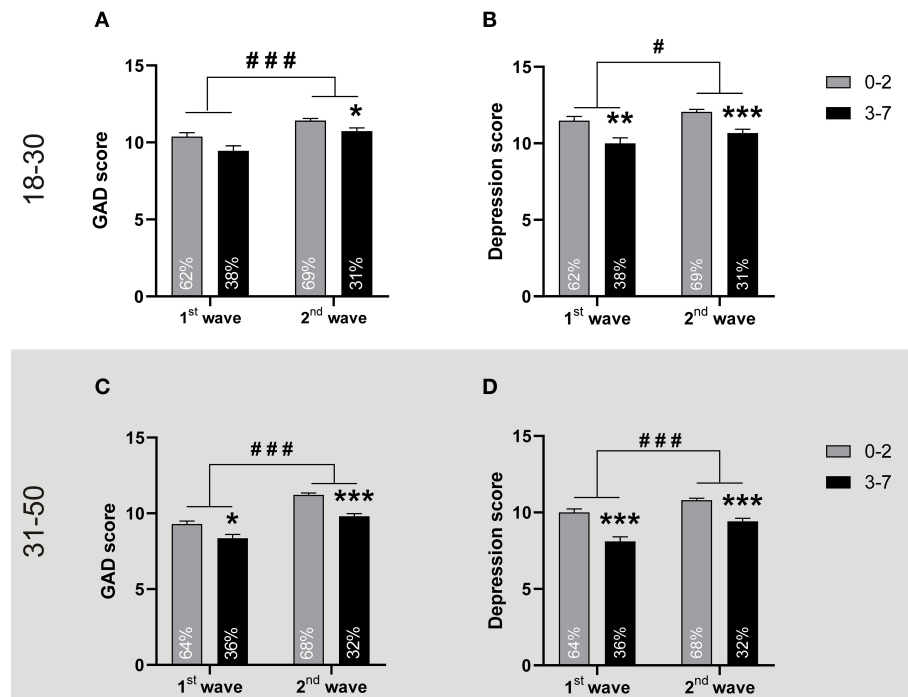 A
B
18-30
GAD score
15
10
5
0
# # #
*
62%
38%
69%
31%
1st wave
2nd wave
Depression score
15
10
5
0
#
**
***
62%
38%
69%
31%
1st wave
2nd wave
0-2
3-7
C
D
31-50
GAD score
15
10
5
0
# # #
*
***
64%
36%
68%
32%
1st wave
2nd wave
Depression score
15
10
5
0
# # #
***
***
64%
36%
68%
32%
1st wave
2nd wave
0-2
3-7